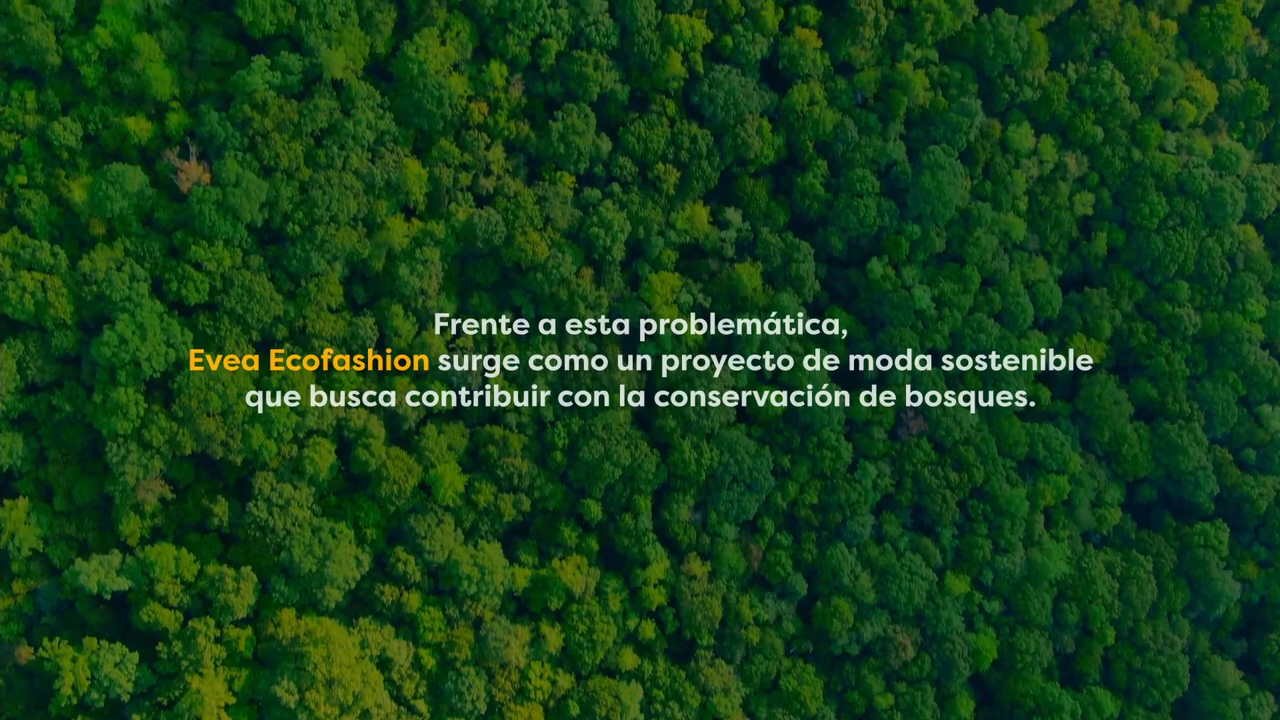 Frente a esta problemática,
Evea Ecofashion surge como un proyecto de moda sostenible
que busca contribuir con la conservación de bosques.